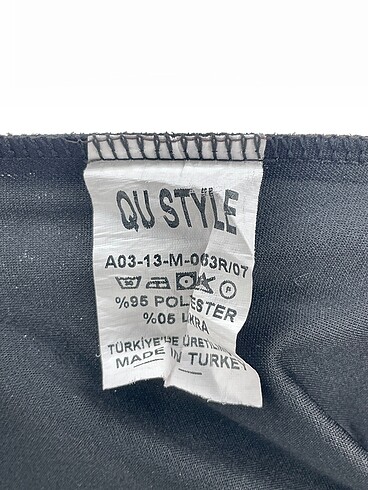 QU STYLE
A03-13-M-063R/07
P
%95 POLYESTER
%05 LIKRA
TÜRKİYE'DE ÜRETİLMİŞTİR
MADE IN TURKEY